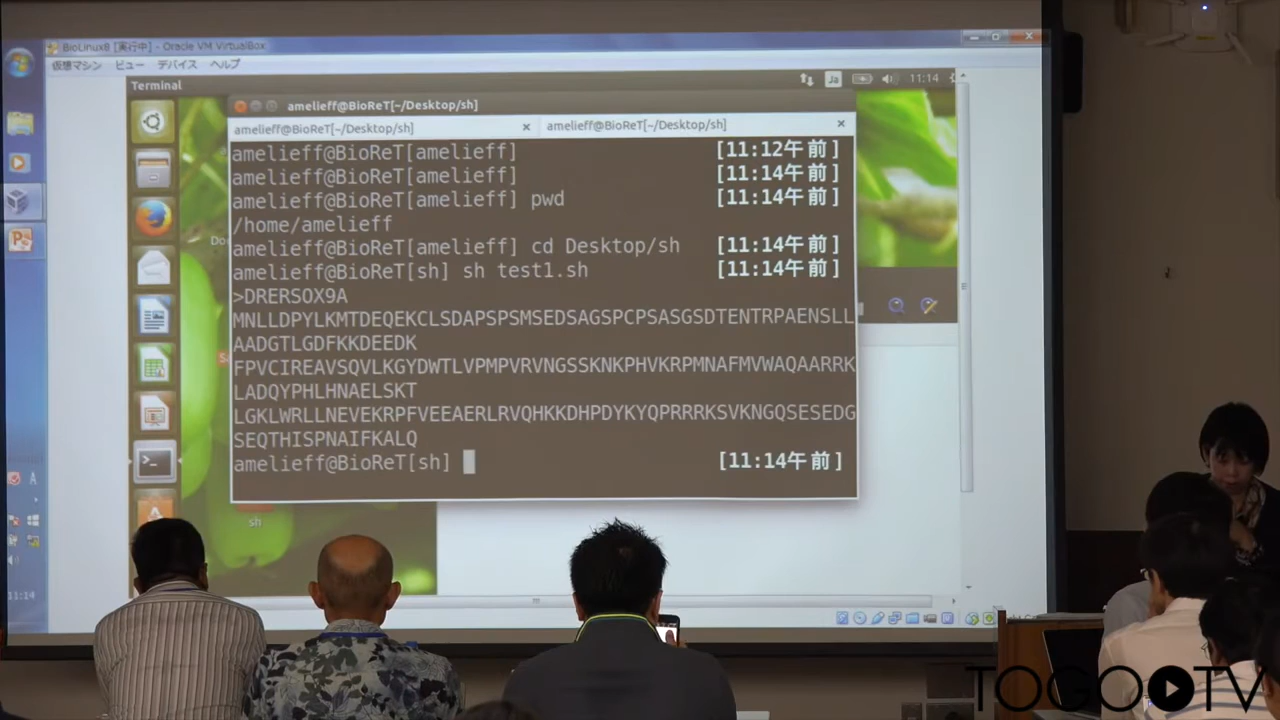 BioLinux8 [実行中] - Oracle VM VirtualBox
仮想マシン ビュー デバイス ヘルプ
Terminal
Ja
11:14
amelieff@BioReT[~/Desktop/sh]
amelieff@BioReT[~/Desktop/sh]
amelieff@BioReT[~/Desktop/sh]
amelieff@BioReT[amelieff] [11:12午前]
amelieff@BioReT[amelieff] [11:14午前]
amelieff@BioReT[amelieff] pwd [11:14午前]
/home/amelieff
amelieff@BioReT[amelieff] cd Desktop/sh [11:14午前]
amelieff@BioReT[sh] sh test1.sh [11:14午前]
>DRERSOX9A
MNLLDPYLKMTDEQEKCLSDAPSPSMSEDSAGSPCPSASGSDTENTRPAENSLL
AADGTLGDFKKDEEDK
FPVCIREAVSQVLKGYDWTLVPMPVRVNGSSKNKPHVKRPMNAFMVWAQAARRK
LADQYPHLHNAELSKT
LGKLWRLLNEVEKRPFVEEAERLRVQHKKDHPDYKYQPRRRKSVKNGQSESEDG
SEQTHISPNAIFKALQ
amelieff@BioReT[sh] [11:14午前]
sh
11:14
TOGO TV